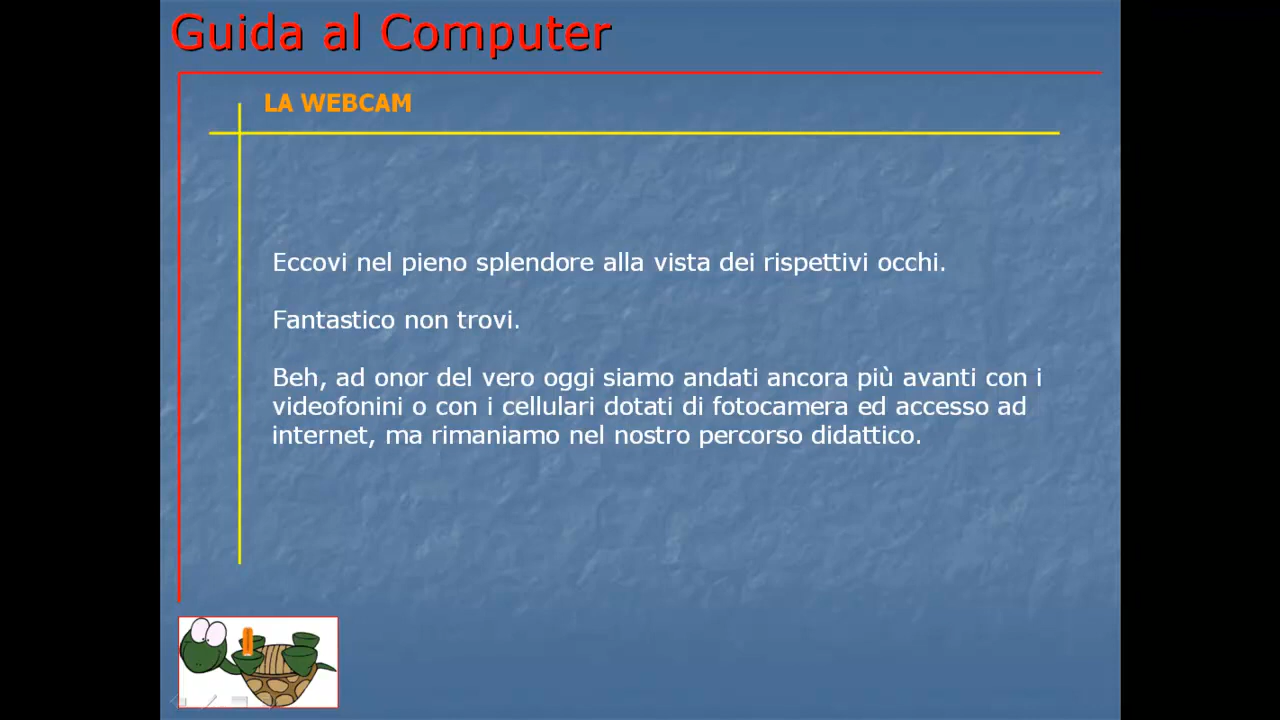 Guida al Computer
LA WEBCAM
Eccovi nel pieno splendore alla vista dei rispettivi occhi.
Fantastico non trovi.
Beh, ad onor del vero oggi siamo andati ancora più avanti con i
videofonini o con i cellulari dotati di fotocamera ed accesso ad
internet, ma rimaniamo nel nostro percorso didattico.